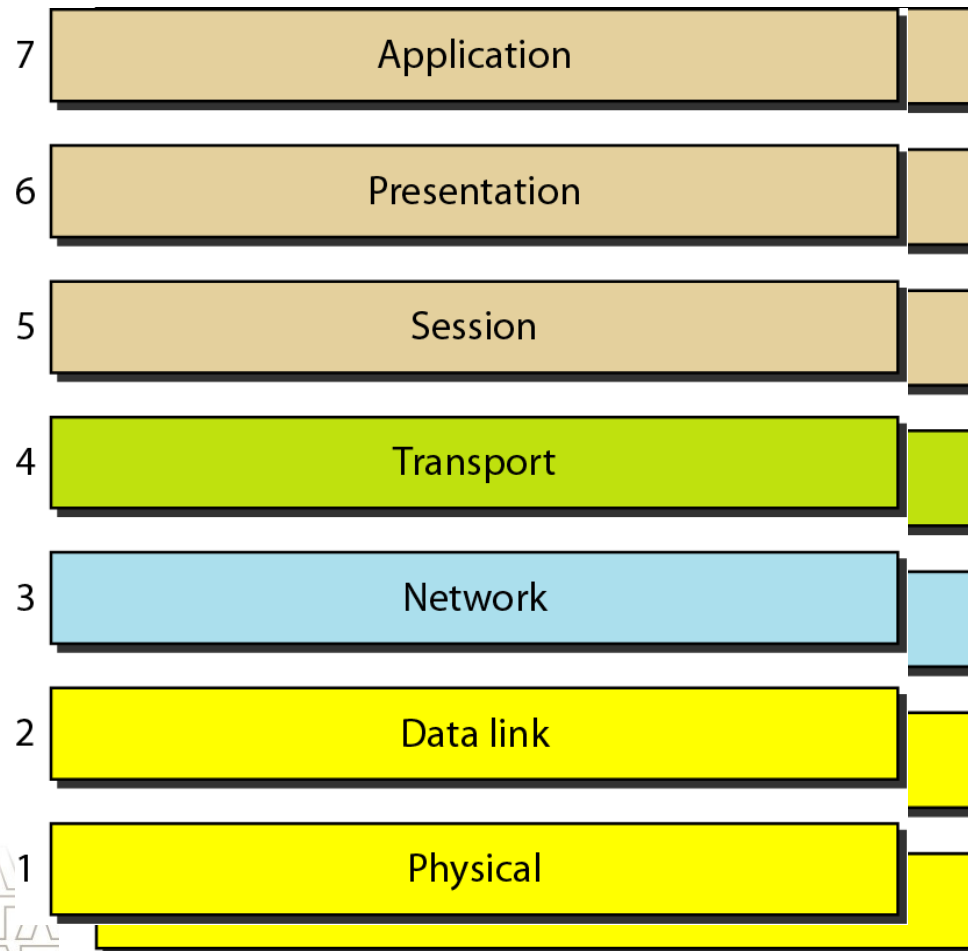 7 Application
6 Presentation
5 Session
4 Transport
3 Network
2 Data link
1 Physical